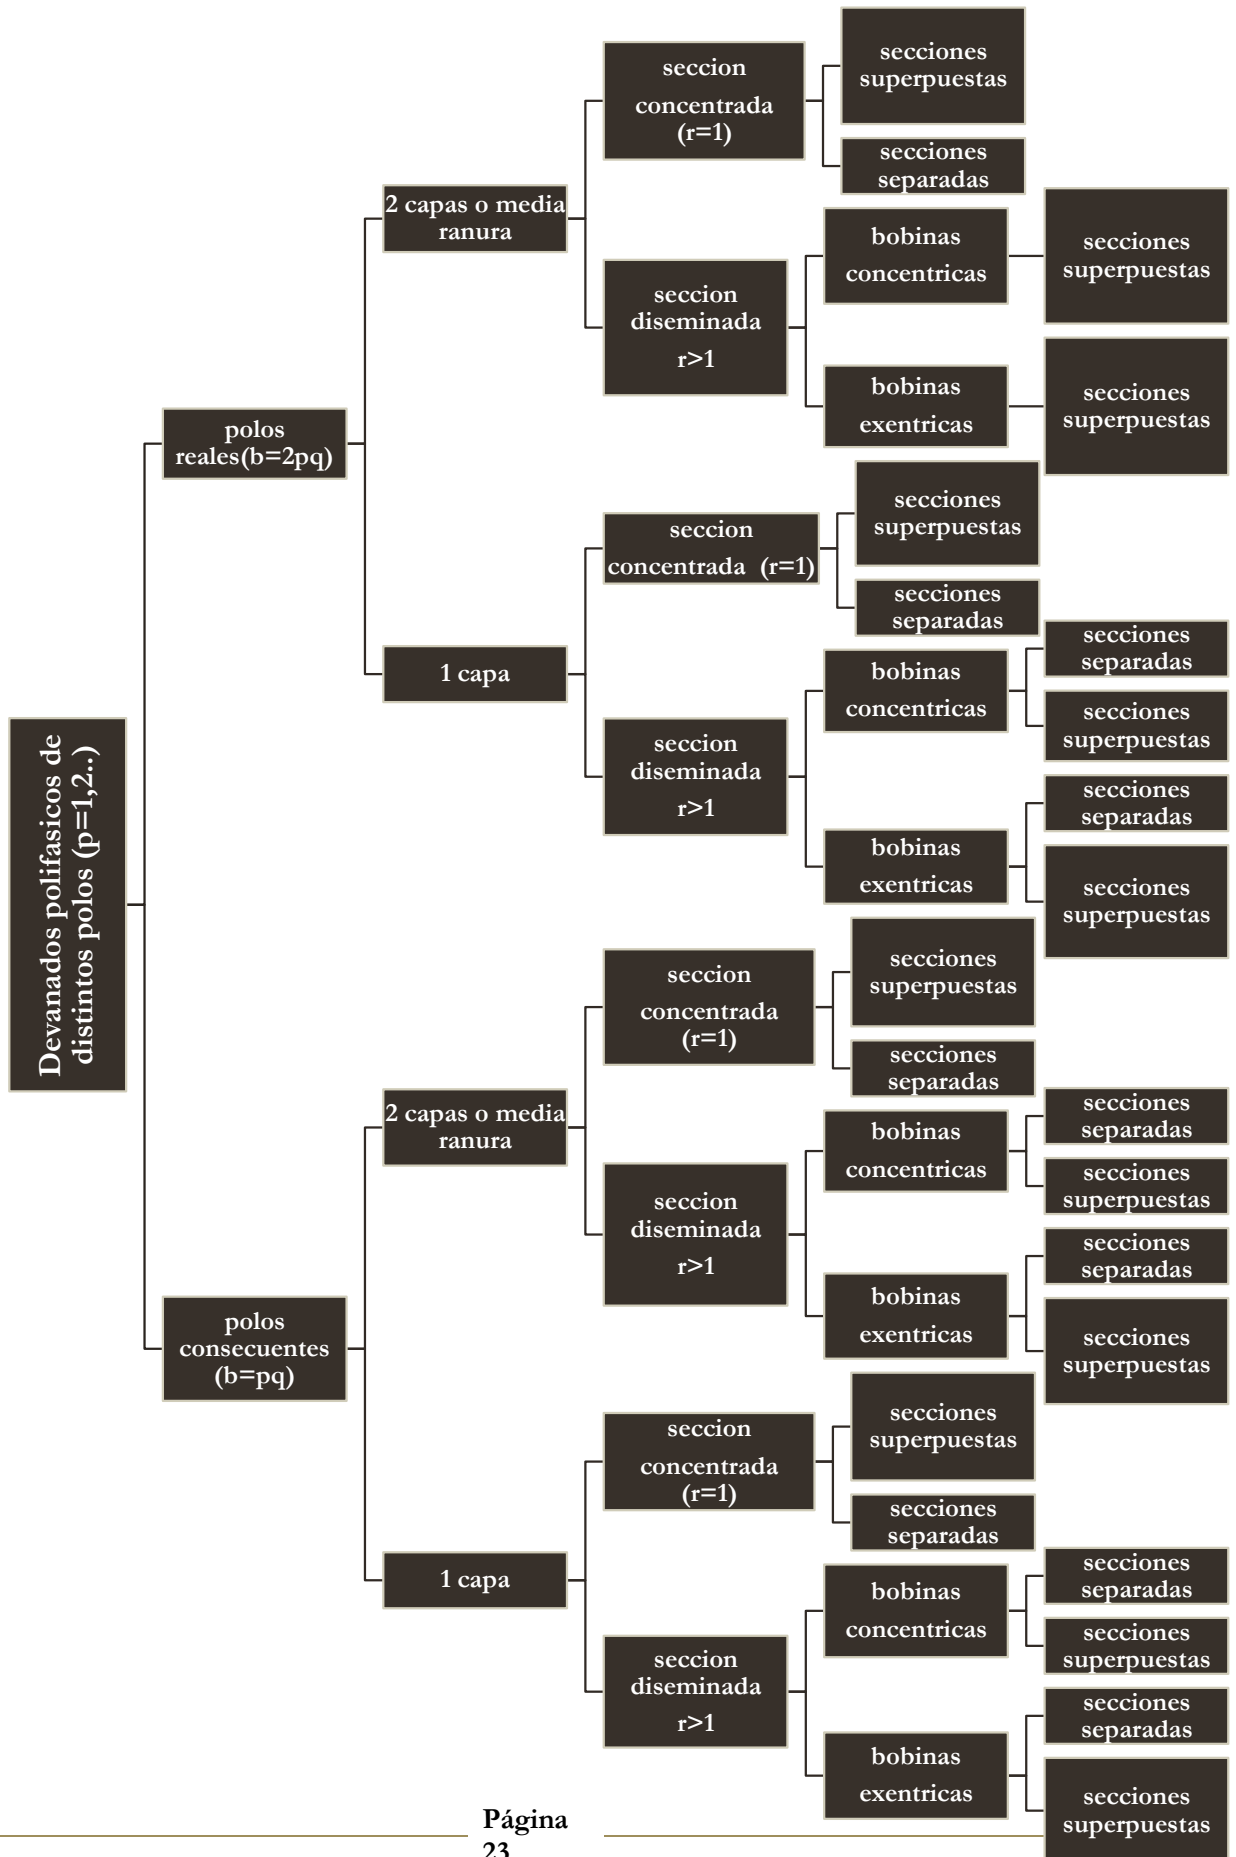 Devanados polifasicos de
distintos polos (p=1,2..)
polos
reales(b=2pq)
2 capas o media
ranura
seccion
concentrada
(r=1)
secciones
superpuestas
secciones
separadas
seccion
diseminada
r>1
bobinas
concentricas
secciones
superpuestas
bobinas
exentricas
secciones
superpuestas
1 capa
seccion
concentrada (r=1)
secciones
superpuestas
secciones
separadas
seccion
diseminada
r>1
bobinas
concentricas
secciones
separadas
secciones
superpuestas
bobinas
exentricas
secciones
separadas
secciones
superpuestas
polos
consecuentes
(b=pq)
2 capas o media
ranura
seccion
concentrada
(r=1)
secciones
superpuestas
secciones
separadas
seccion
diseminada
r>1
bobinas
concentricas
secciones
separadas
secciones
superpuestas
bobinas
exentricas
secciones
separadas
secciones
superpuestas
1 capa
seccion
concentrada
(r=1)
secciones
superpuestas
secciones
separadas
seccion
diseminada
r>1
bobinas
concentricas
secciones
separadas
secciones
superpuestas
bobinas
exentricas
secciones
separadas
secciones
superpuestas
Página
23